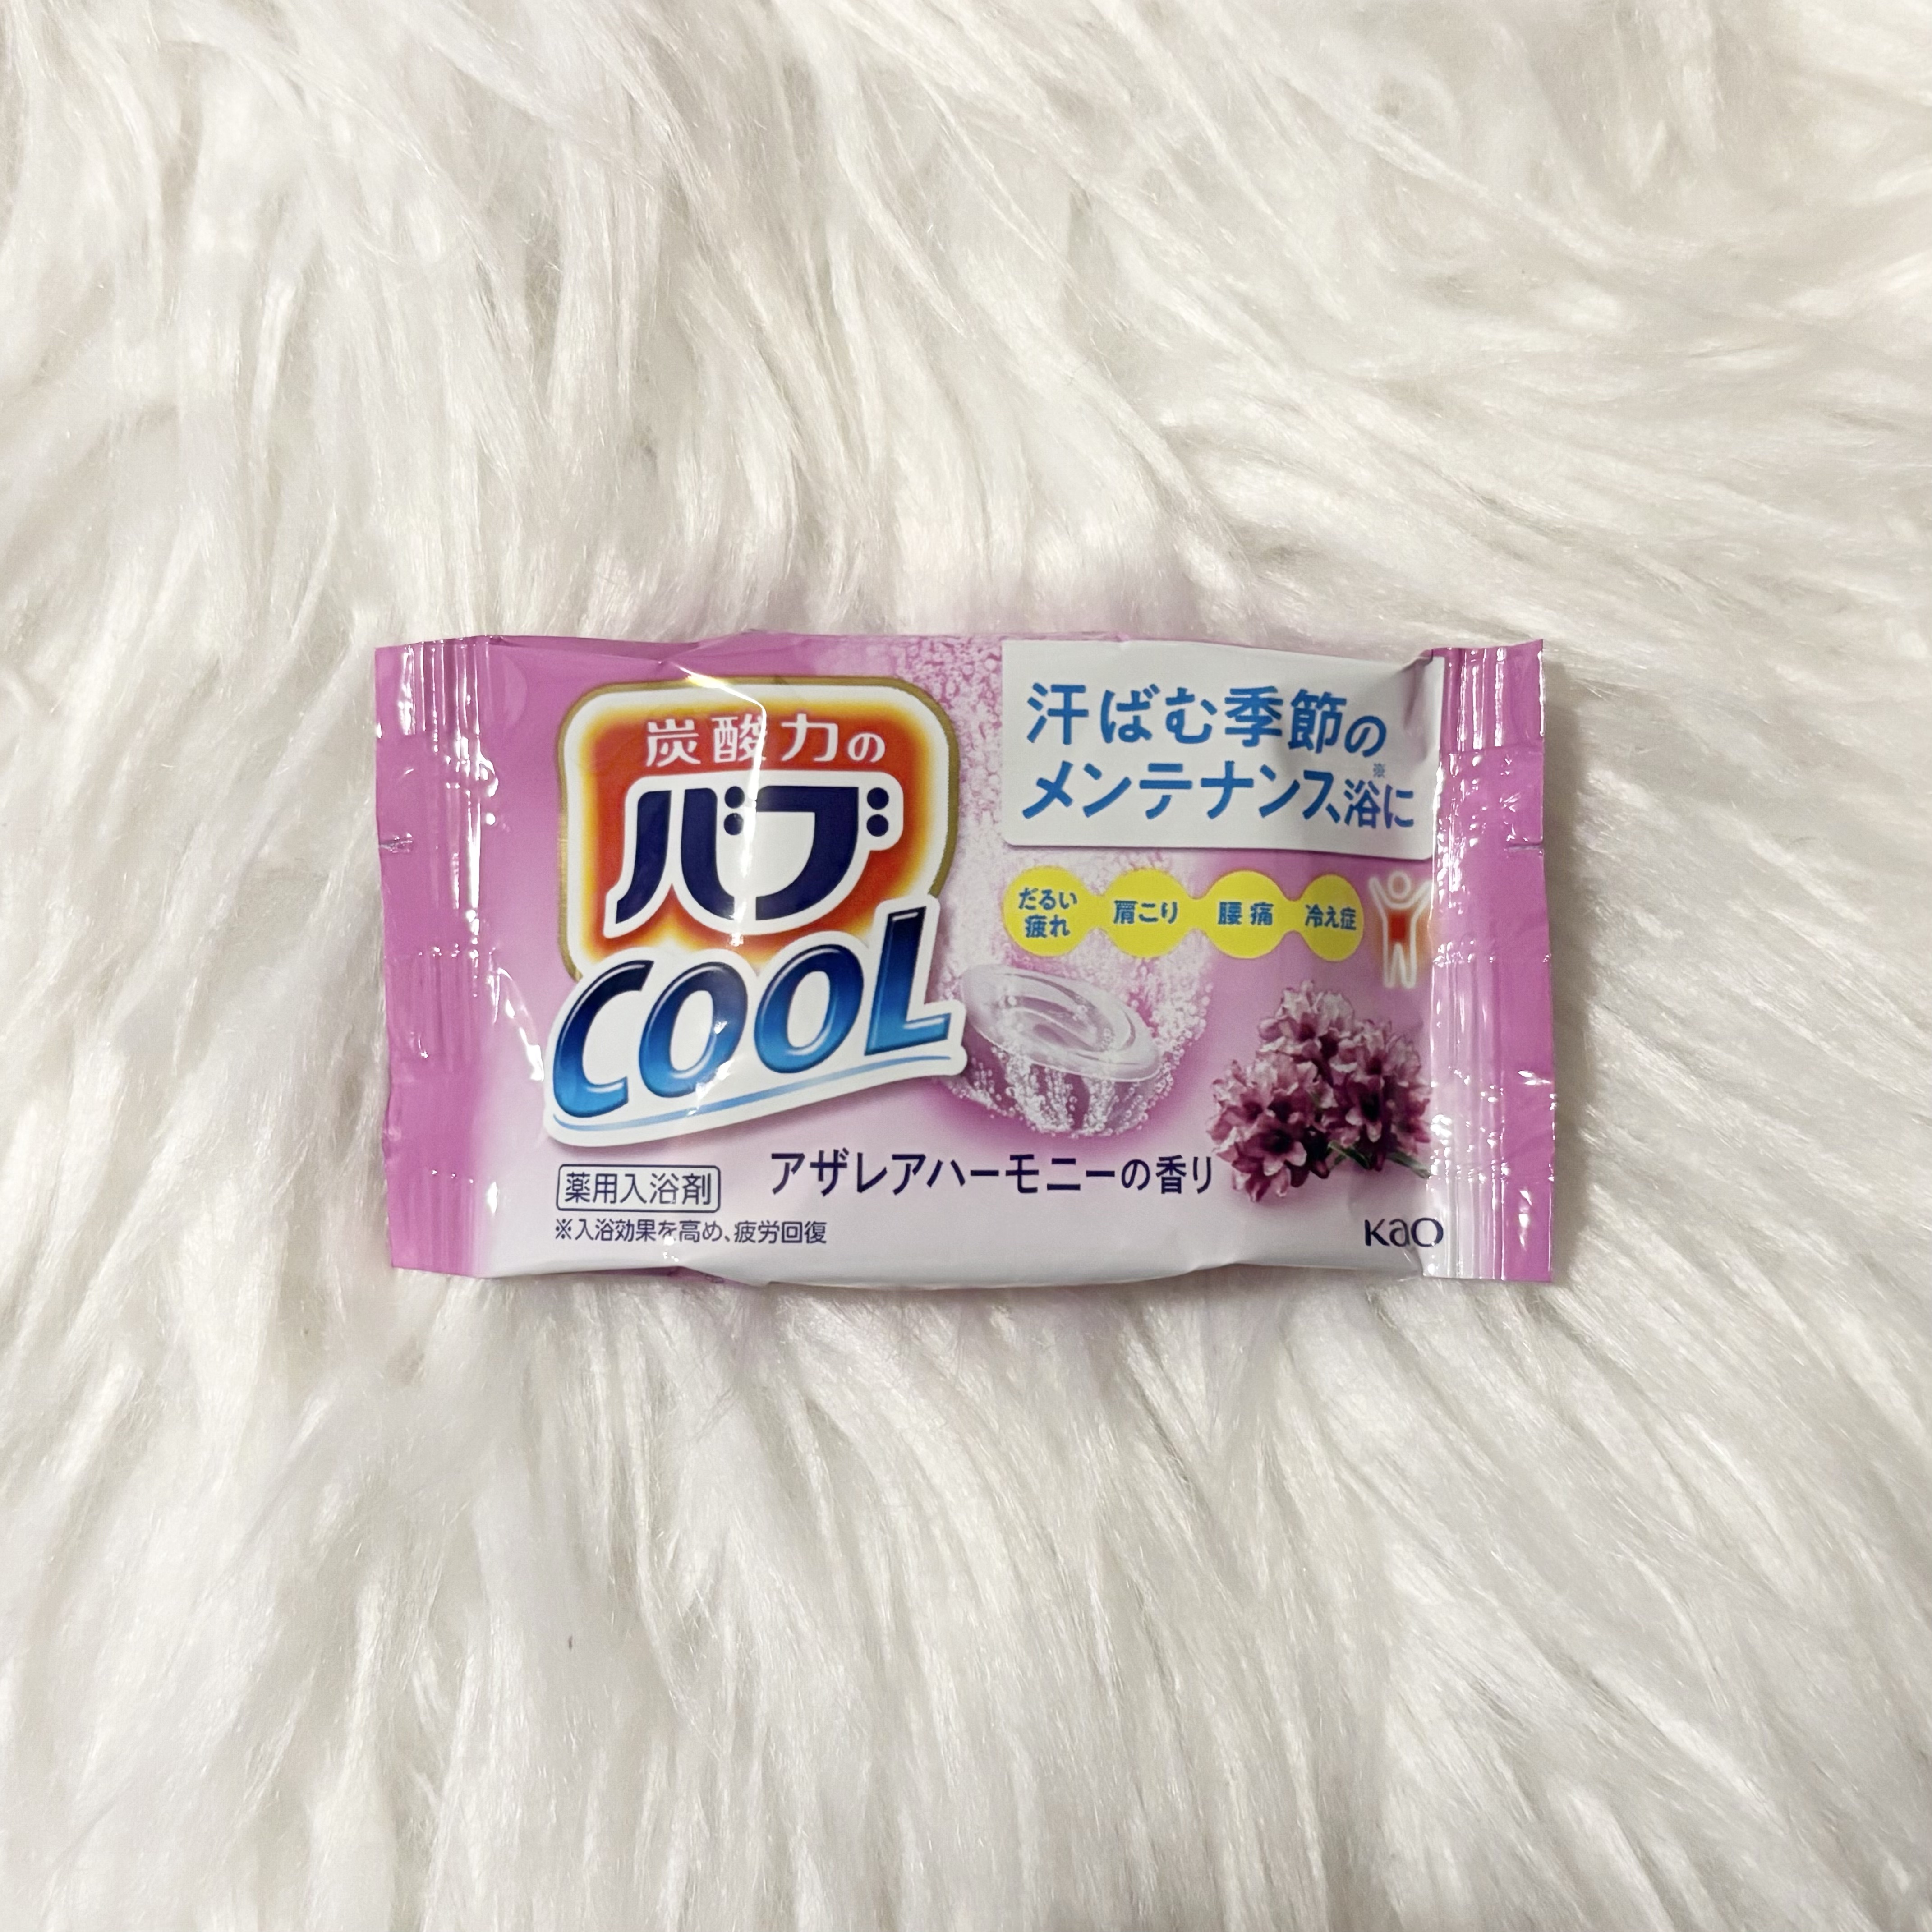 炭酸力の
バブ
COOL
汗ばむ季節の
メンテナンス浴※に
だるい
疲れ
肩こり
腰痛
冷え症
アザレアハーモニーの香り
薬用入浴剤
※入浴効果を高め、疲労回復
Kao